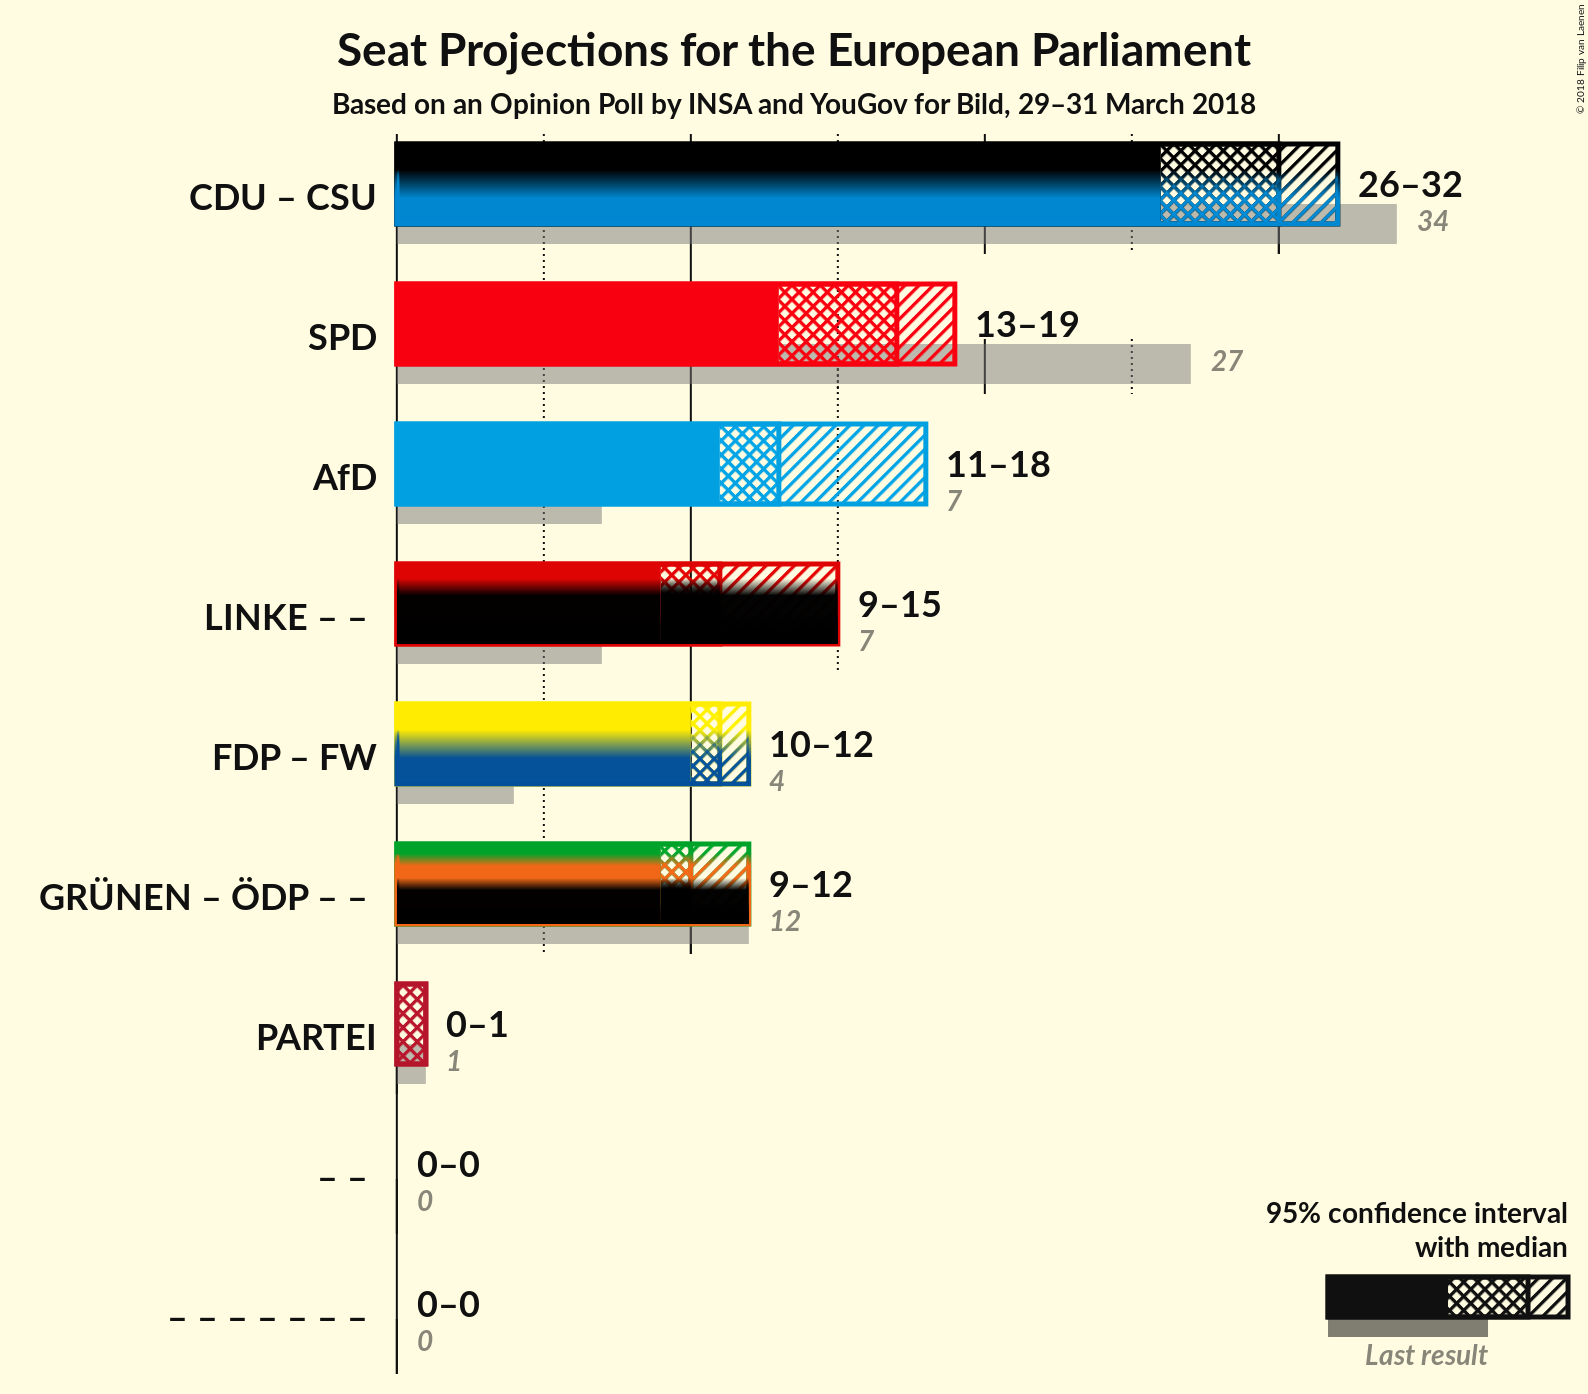 Seat Projections for the European Parliament
Based on an Opinion Poll by INSA and YouGov for Bild, 29–31 March 2018
© 2018 Filip van Laenen
CDU – CSU
26–32
34
SPD
13–19
27
AfD
11–18
7
LINKE – –
9–15
7
FDP – FW
10–12
4
GRÜNEN – ÖDP – –
9–12
12
PARTEI
0–1
1
– –
0–0
0
– – – – – – –
0–0
0
95% confidence interval
with median
Last result